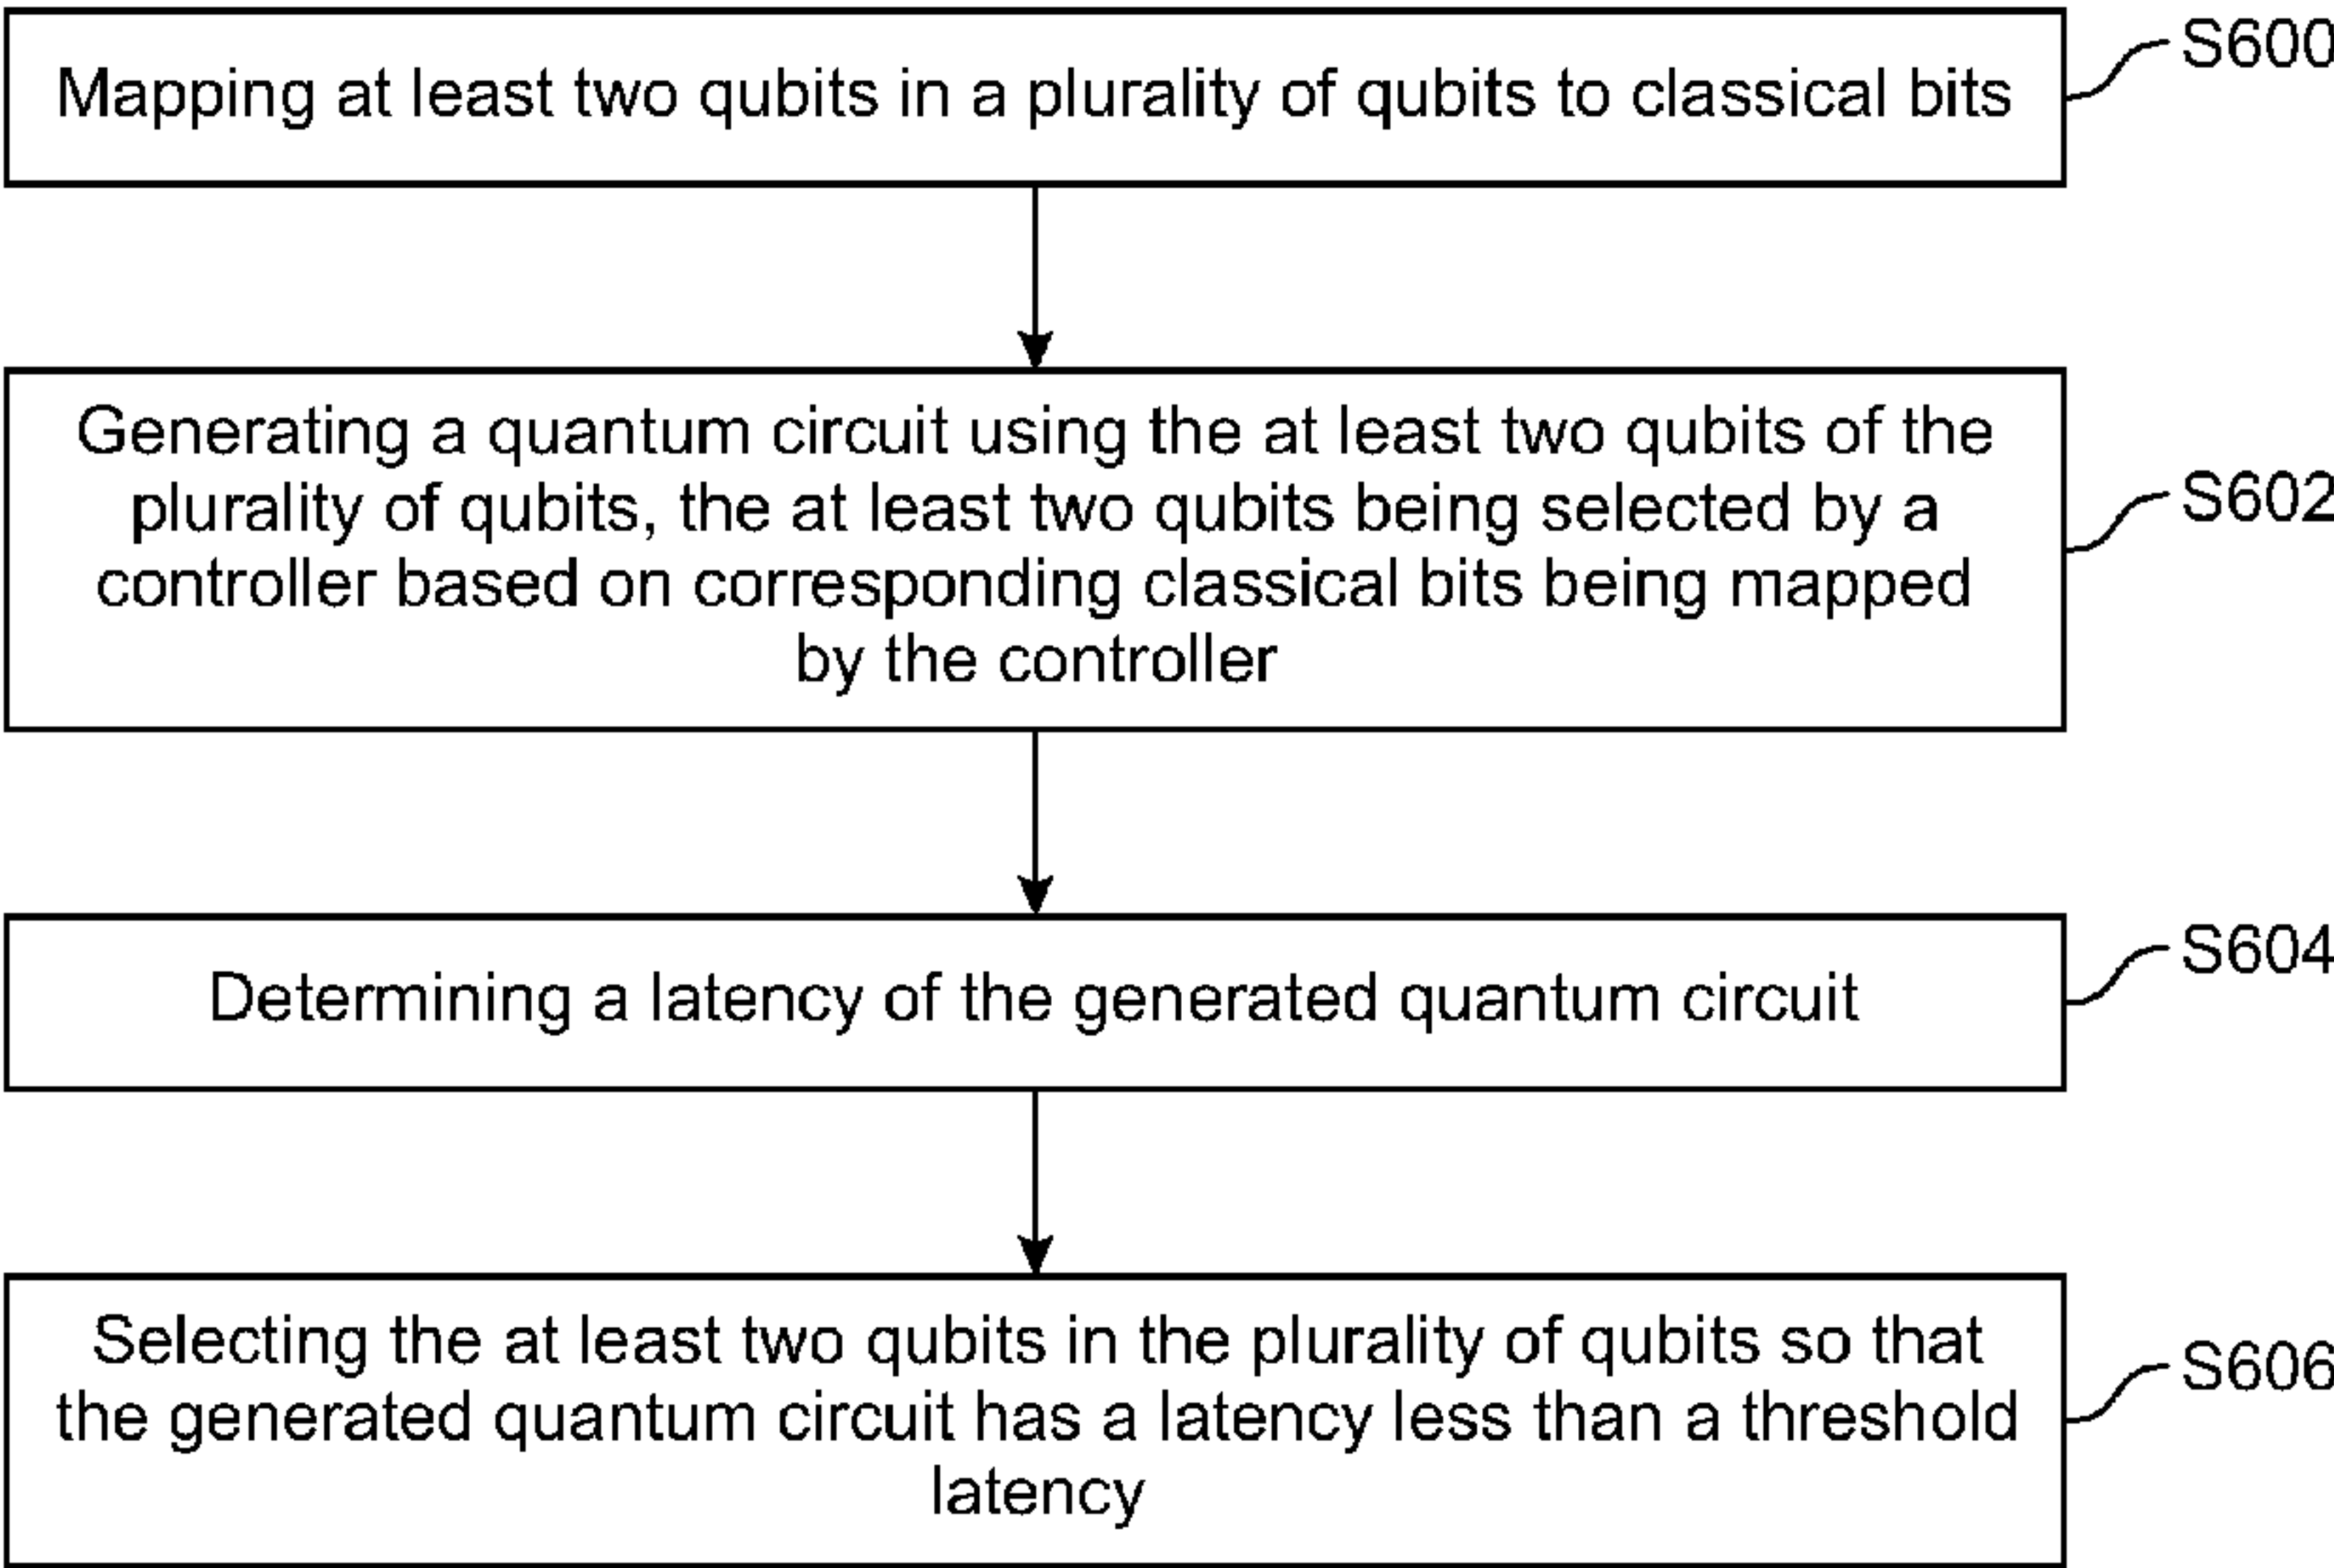 Mapping at least two qubits in a plurality of qubits to classical bits
S600
Generating a quantum circuit using the at least two qubits of the
plurality of qubits, the at least two qubits being selected by a
controller based on corresponding classical bits being mapped
by the controller
S602
Determining a latency of the generated quantum circuit
S604
Selecting the at least two qubits in the plurality of qubits so that
the generated quantum circuit has a latency less than a threshold
latency
S606